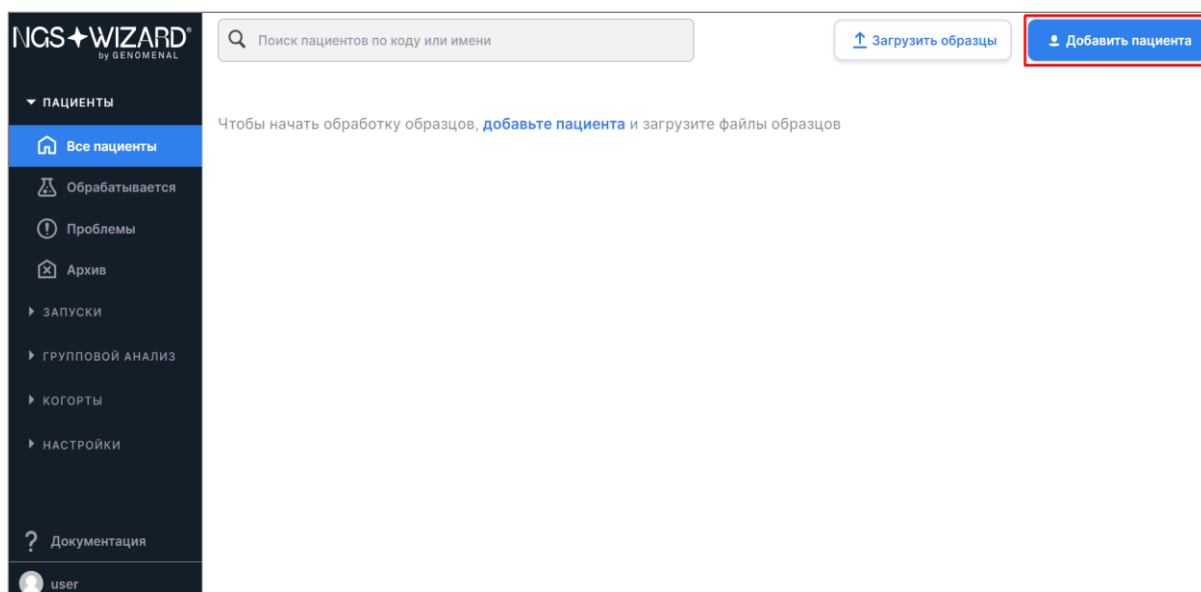 NGS WIZARD®
by GENOMENAL
Поиск пациентов по коду или имени
Загрузить образцы
Добавить пациента
ПАЦИЕНТЫ
Чтобы начать обработку образцов, добавьте пациента и загрузите файлы образцов
Все пациенты
Обрабатывается
Проблемы
Архив
ЗАПУСКИ
ГРУППОВОЙ АНАЛИЗ
КОГОРТЫ
НАСТРОЙКИ
? Документация
user